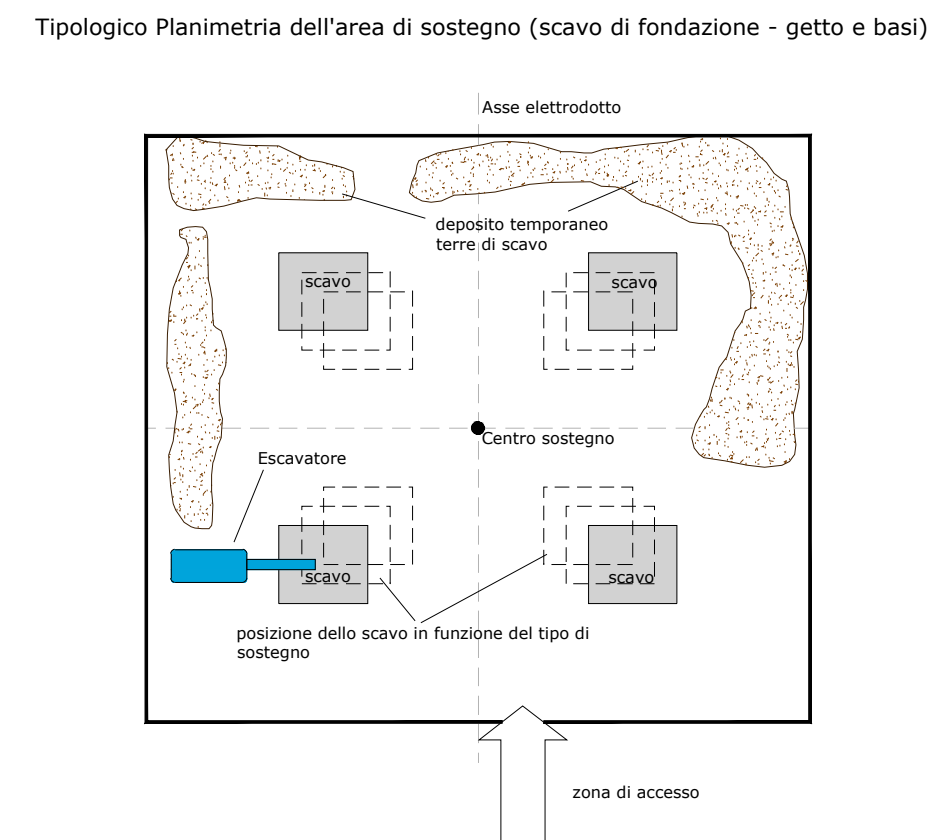 Tipologico Planimetria dell'area di sostegno (scavo di fondazione - getto e basi)
Asse elettrodotto
deposito temporaneo
terre di scavo
scavo
scavo
Centro sostegno
Escavatore
scavo
scavo
posizione dello scavo in funzione del tipo di
sostegno
zona di accesso